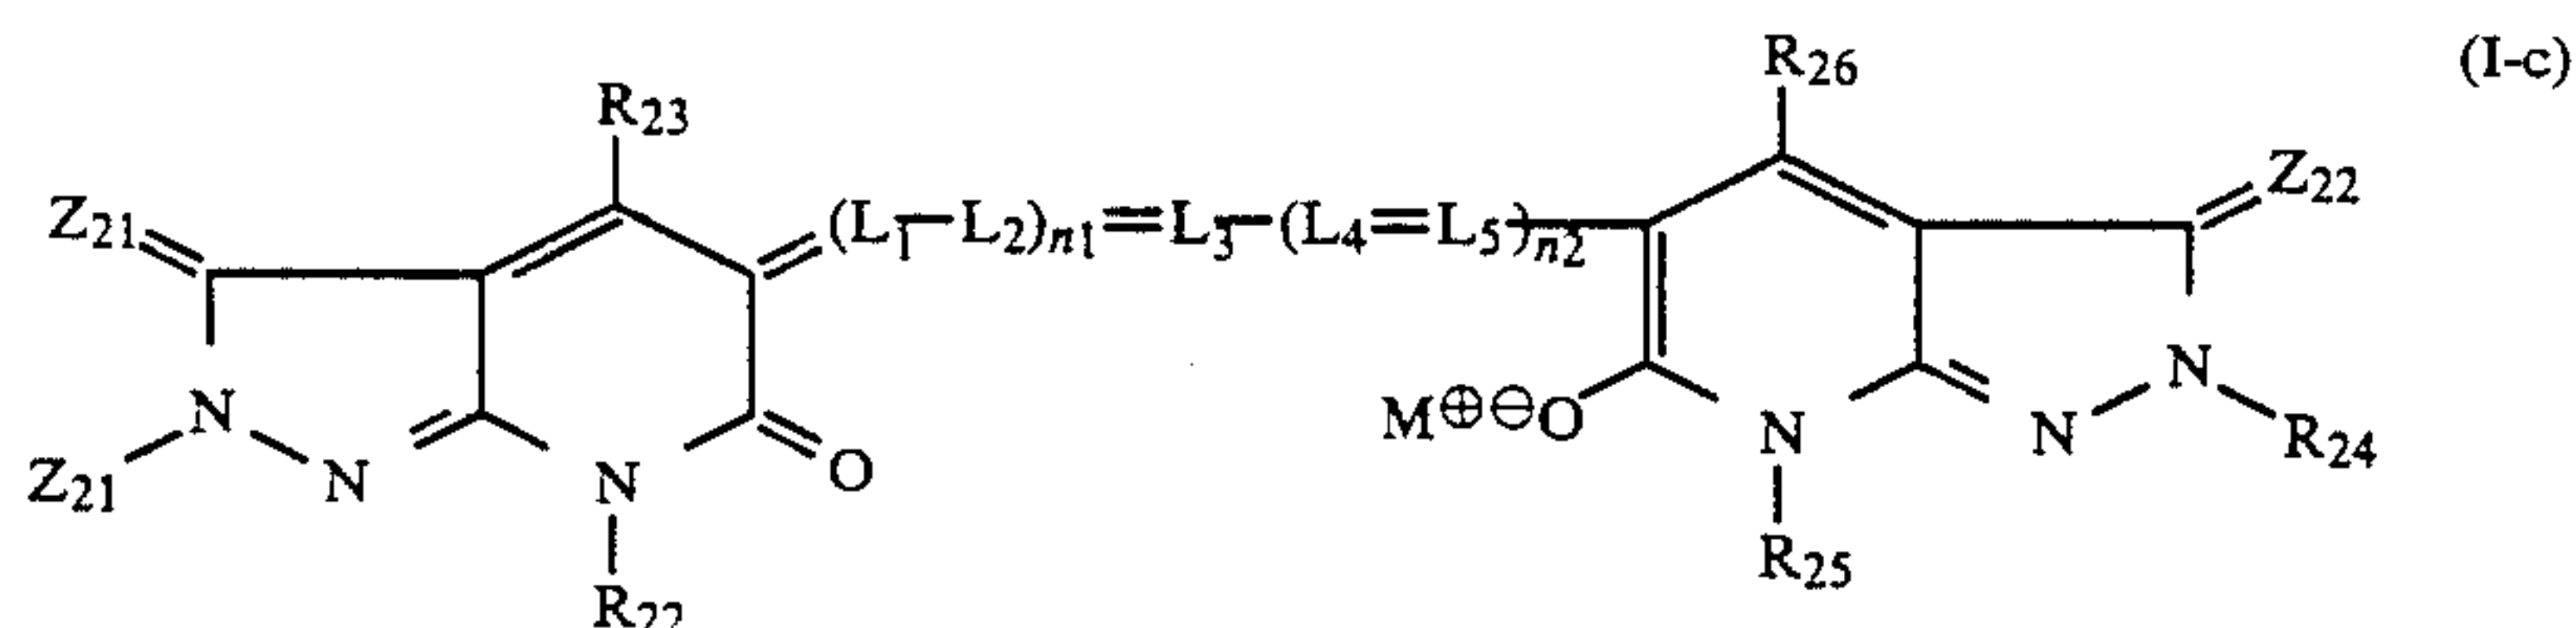 (I-c)
R26
R23
Z21 (L1—L2)n1=L3—(L4=L5)n2 Z22
N N
M⊕⊖O N N
Z21 N N O R24
R22 R25